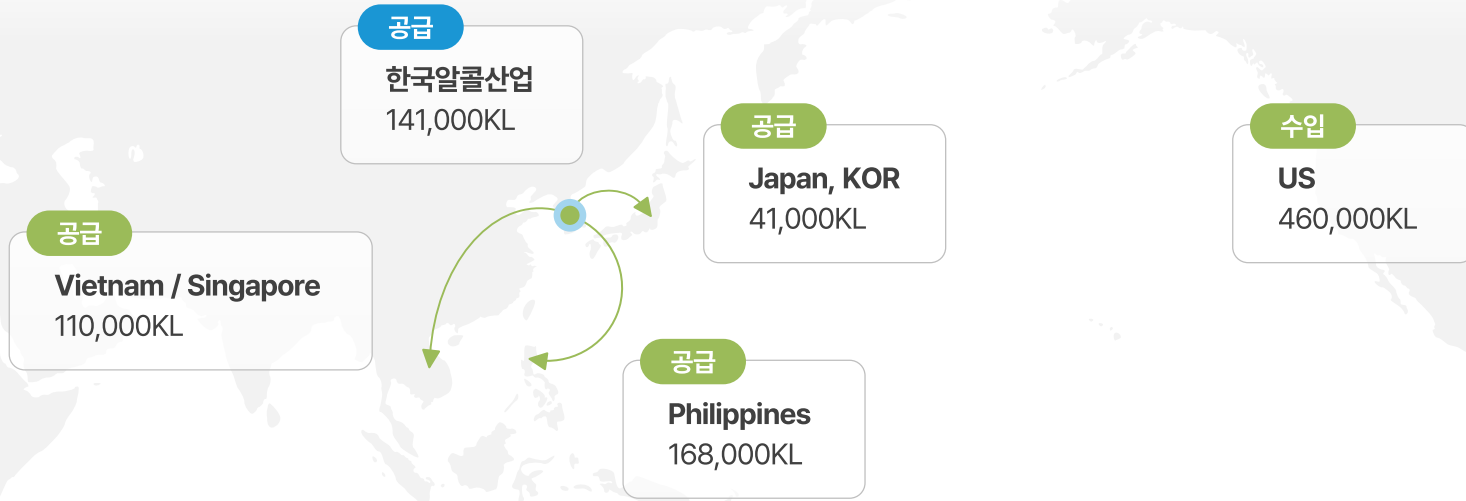 공급
한국알콜산업
141,000KL
공급
Japan, KOR
41,000KL
수입
US
460,000KL
공급
Vietnam / Singapore
110,000KL
공급
Philippines
168,000KL